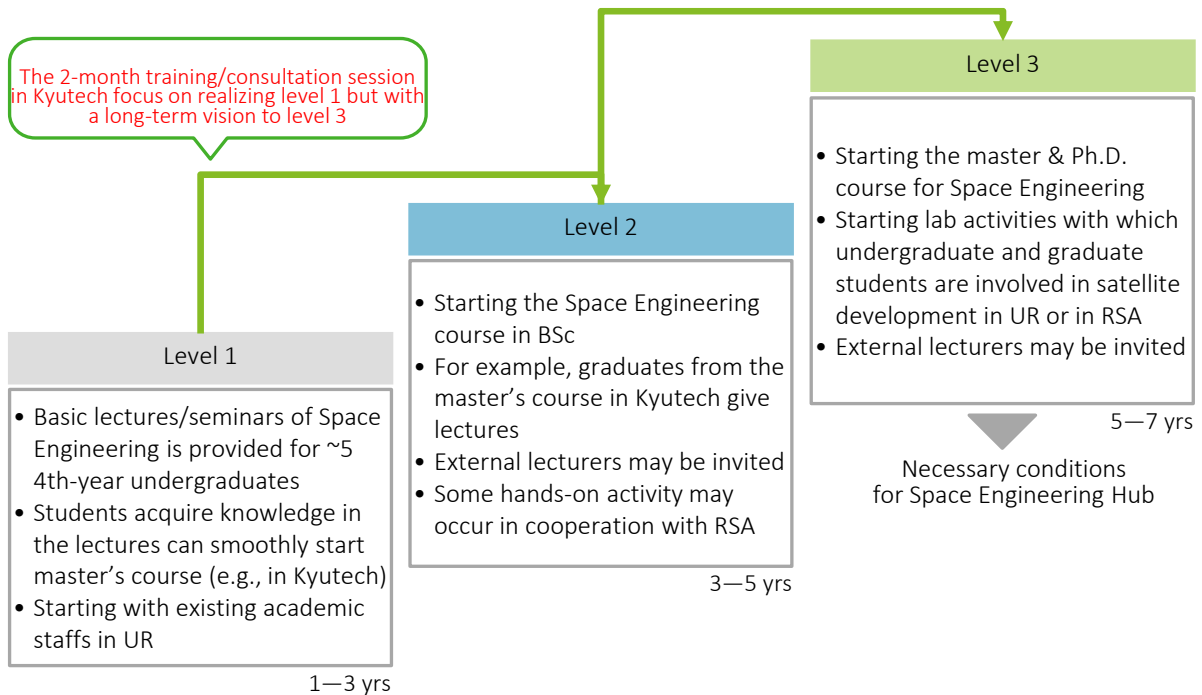 The 2-month training/consultation session
in Kyutech focus on realizing level 1 but with
a long-term vision to level 3
Level 1
• Basic lectures/seminars of Space
Engineering is provided for ~5
4th-year undergraduates
• Students acquire knowledge in
the lectures can smoothly start
master’s course (e.g., in Kyutech)
• Starting with existing academic
staffs in UR
1—3 yrs
Level 2
• Starting the Space Engineering
course in BSc
• For example, graduates from the
master’s course in Kyutech give
lectures
• External lecturers may be invited
• Some hands-on activity may
occur in cooperation with RSA
3—5 yrs
Level 3
• Starting the master & Ph.D.
course for Space Engineering
• Starting lab activities with which
undergraduate and graduate
students are involved in satellite
development in UR or in RSA
• External lecturers may be invited
5—7 yrs
Necessary conditions
for Space Engineering Hub